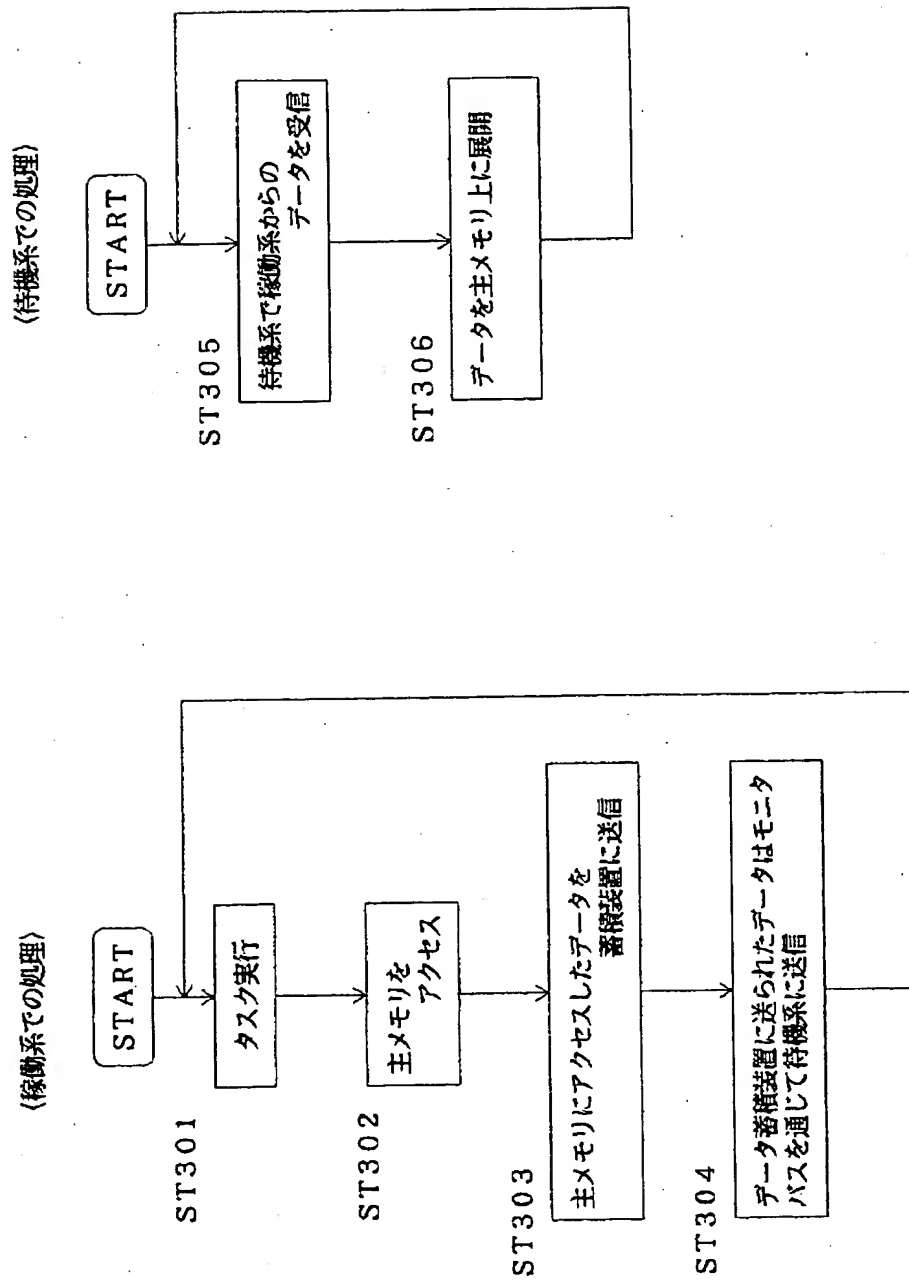 〈稼働系での処理〉
START
ST301
タスク実行
ST302
主メモリを
アクセス
ST303
主メモリにアクセスしたデータを
蓄積装置に送信
ST304
データ蓄積装置に送られたデータはモニタ
バスを通じて待機系に送信
〈待機系での処理〉
START
ST305
待機系で稼働系からの
データを受信
ST306
データを主メモリ上に展開